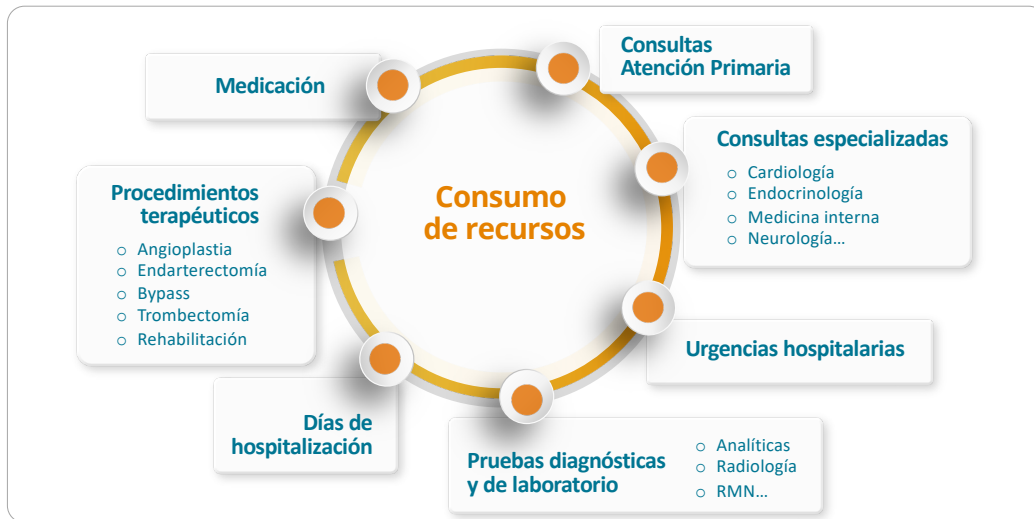 Consumo
de recursos
Consultas
Atención Primaria
Consultas especializadas
o Cardiología
o Endocrinología
o Medicina interna
o Neurología...
Urgencias hospitalarias
Pruebas diagnósticas
y de laboratorio
o Analíticas
o Radiología
o RMN...
Días de
hospitalización
Procedimientos
terapéuticos
o Angioplastia
o Endarterectomía
o Bypass
o Trombectomía
o Rehabilitación
Medicación